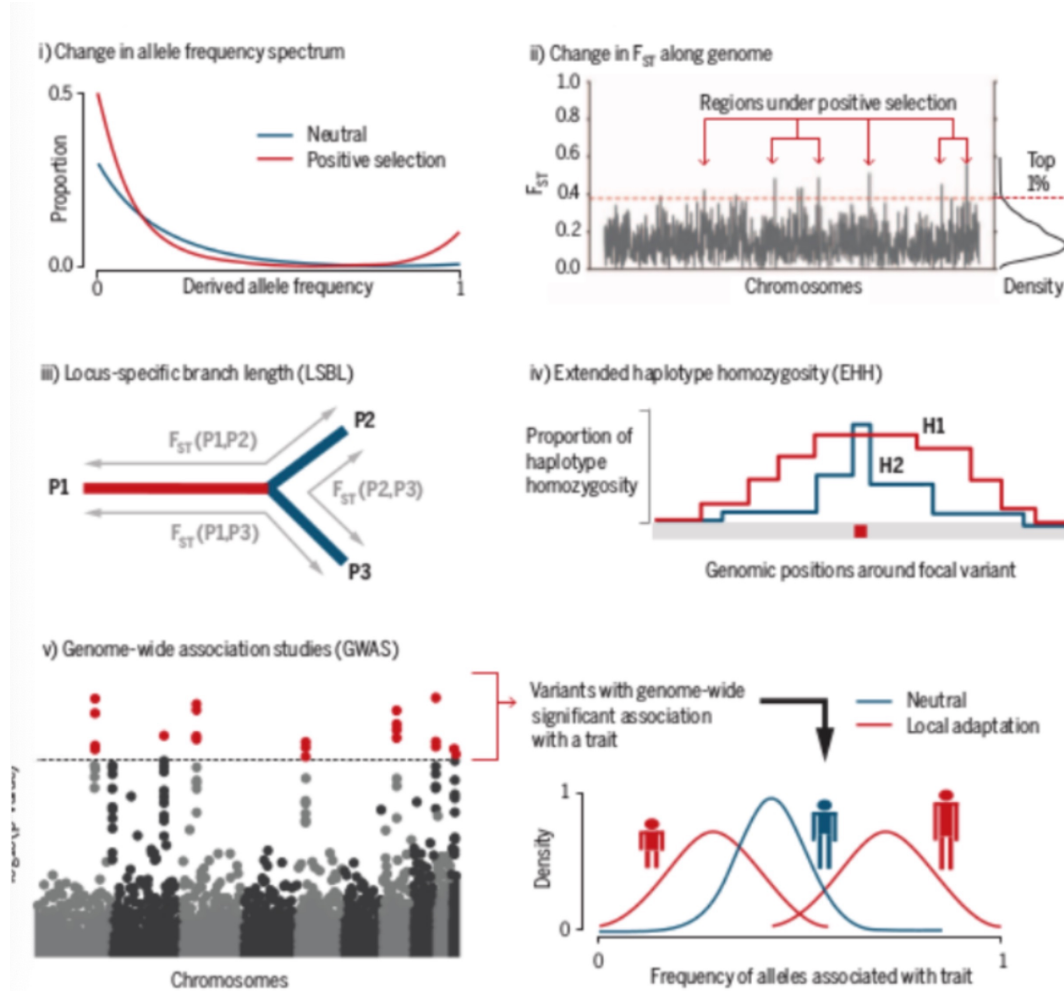 i) Change in allele frequency spectrum
0.5
Proportion
0.0
Neutral
Positive selection
0
Derived allele frequency
1
ii) Change in FST along genome
1.0
0.8
0.6
0.4
0.2
0.0
FST
Regions under positive selection
Top
1%
Chromosomes
Density
iii) Locus-specific branch length (LSBL)
P1
P2
P3
FST (P1,P2)
FST (P2,P3)
FST (P1,P3)
iv) Extended haplotype homozygosity (EHH)
Proportion of
haplotype
homozygosity
H1
H2
Genomic positions around focal variant
v) Genome-wide association studies (GWAS)
Chromosomes
Variants with genome-wide
significant association
with a trait
Neutral
Local adaptation
1
Density
0
0
1
Frequency of alleles associated with trait